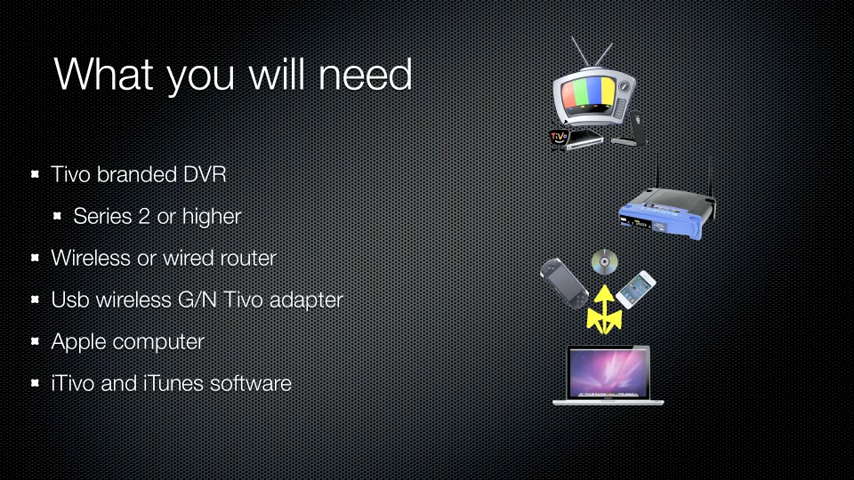 What you will need
Tivo branded DVR
Series 2 or higher
Wireless or wired router
Usb wireless G/N Tivo adapter
Apple computer
iTivo and iTunes software
TiVo